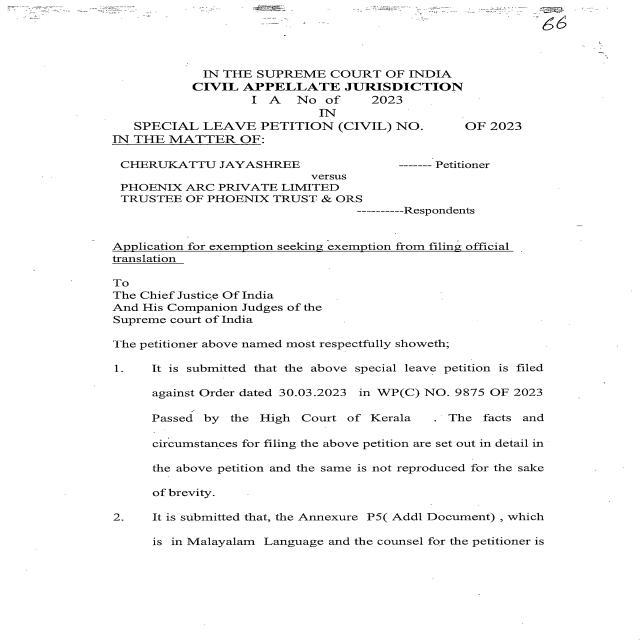 66
IN THE SUPREME COURT OF INDIA
CIVIL APPELLATE JURISDICTION
I A No of 2023
IN
SPECIAL LEAVE PETITION (CIVIL) NO. OF 2023
IN THE MATTER OF:
CHERUKATTU JAYASHREE ------- Petitioner
versus
PHOENIX ARC PRIVATE LIMITED
TRUSTEE OF PHOENIX TRUST & ORS
----------Respondents
Application for exemption seeking exemption from filing official
translation
To
The Chief Justice Of India
And His Companion Judges of the
Supreme court of India
The petitioner above named most respectfully showeth;
1. It is submitted that the above special leave petition is filed
against Order dated 30.03.2023 in WP(C) NO. 9875 OF 2023
Passed by the High Court of Kerala . The facts and
circumstances for filing the above petition are set out in detail in
the above petition and the same is not reproduced for the sake
of brevity.
2. It is submitted that, the Annexure P5( Addl Document) , which
is in Malayalam Language and the counsel for the petitioner is